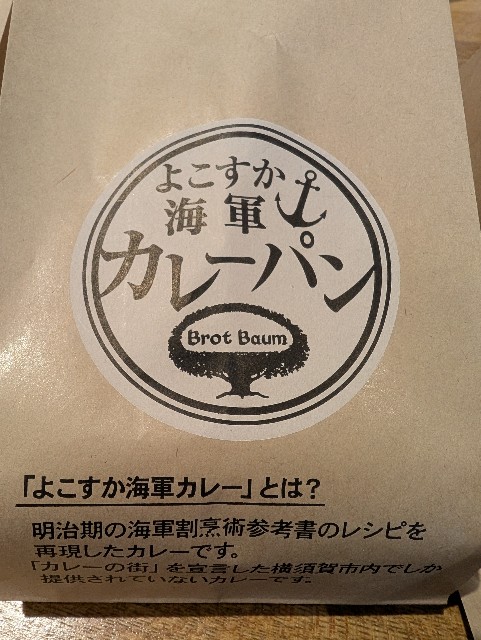 よこすか
海軍
カレーパン
Brot Baum
「よこすか海軍カレー」とは？
明治期の海軍割烹術参考書のレシピを
再現したカレーです。
「カレーの街」を宣言した横須賀市内でしか
提供されていないカレーです。